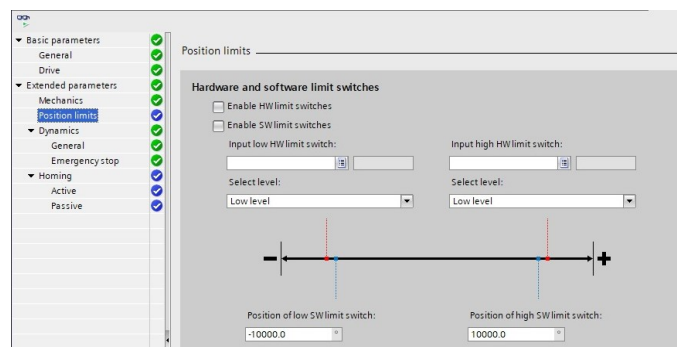 Basic parameters
General
Drive
Extended parameters
Mechanics
Position limits
Dynamics
General
Emergency stop
Homing
Active
Passive
Position limits
Hardware and software limit switches
Enable HW limit switches
Enable SW limit switches
Input low HW limit switch: Input high HW limit switch:
Select level: Select level:
Low level Low level
- +
Position of low SW limit switch: Position of high SW limit switch:
-10000.0 ° 10000.0 °